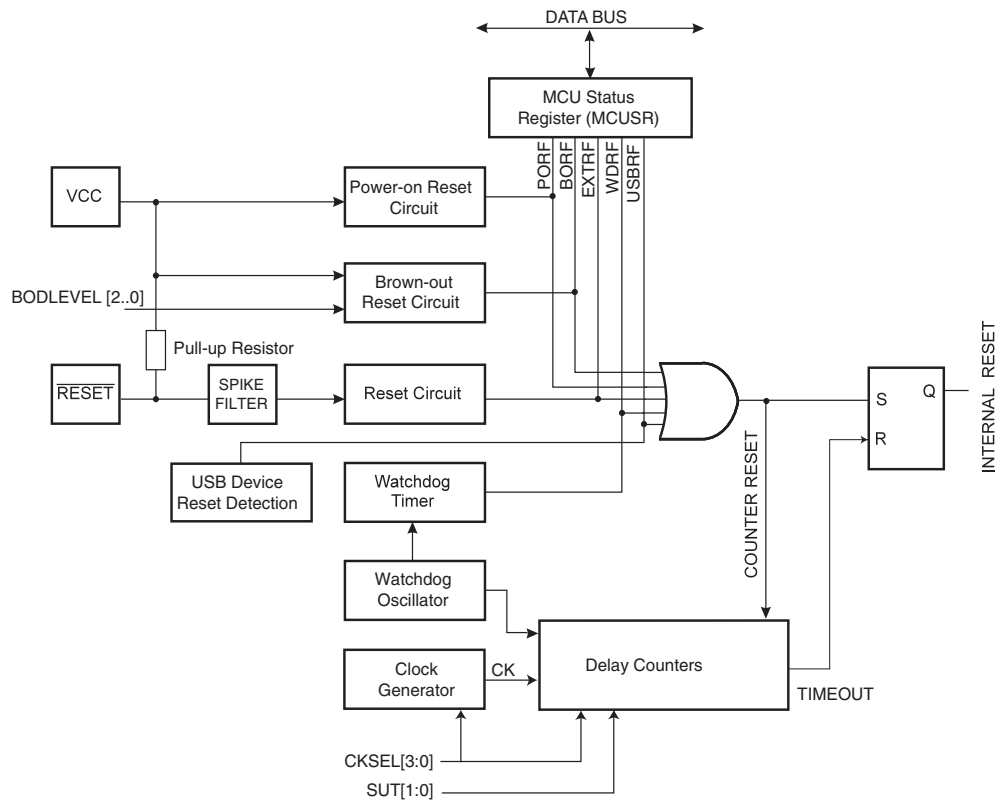 DATA BUS
MCU Status
Register (MCUSR)
PORF
BORF
EXTRF
WDRF
USBRF
VCC
Power-on Reset
Circuit
BODLEVEL [2..0]
Brown-out
Reset Circuit
Pull-up Resistor
RESET
SPIKE
FILTER
Reset Circuit
S
Q
R
INTERNAL RESET
USB Device
Reset Detection
Watchdog
Timer
COUNTER RESET
Watchdog
Oscillator
Clock
Generator
CK
Delay Counters
TIMEOUT
CKSEL[3:0]
SUT[1:0]